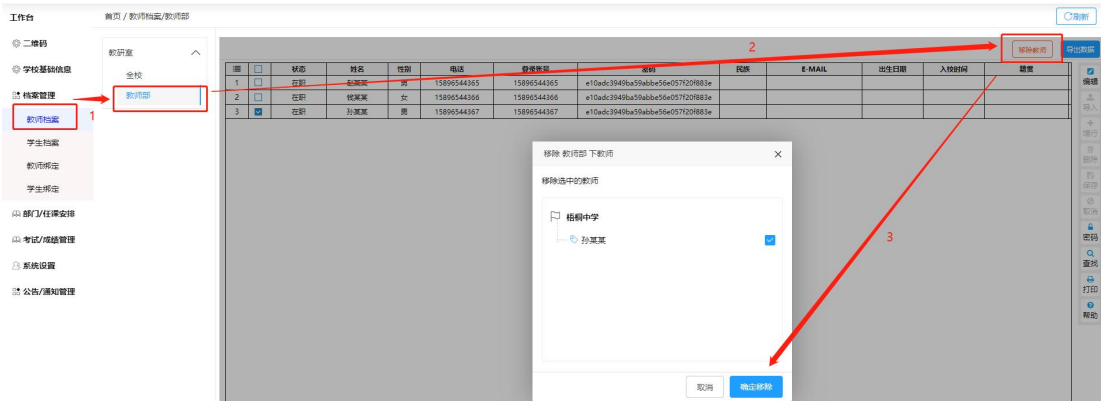 工作台
首页 / 教师档案/教师部
刷新
二维码
学校基础信息
档案管理
教师档案
学生档案
教师绑定
学生绑定
部门/任课安排
考试/成绩管理
系统设置
公告/通知管理
1
教研室
全校
教师部
2
移除教师
导出数据
状态 姓名 性别 电话 登录账号 密码 民族 E-MAIL 出生日期 入校时间 籍贯
1 在职 赵某某 男 15896544365 15896544365 e10adc3949ba59abbe56e057f20f883e
2 在职 钱某某 女 15896544366 15896544366 e10adc3949ba59abbe56e057f20f883e
3 在职 孙某某 男 15896544367 15896544367 e10adc3949ba59abbe56e057f20f883e
移除 教师部 下教师
移除选中的教师
梧桐中学
孙某某
3
取消
确定移除
编辑
导入
增行
删除
保存
取消
密码
查找
打印
帮助